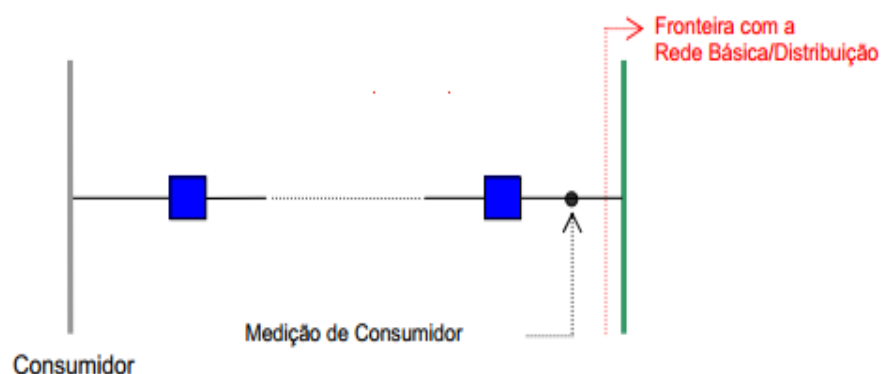 Fronteira com a
Rede Básica/Distribuição
Medição de Consumidor
Consumidor